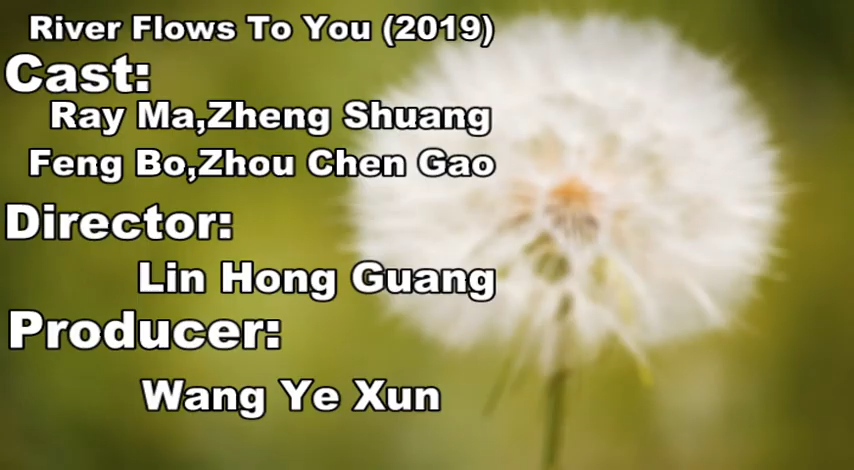 River Flows To You (2019)
Cast:
Ray Ma,Zheng Shuang
Feng Bo,Zhou Chen Gao
Director:
Lin Hong Guang
Producer:
Wang Ye Xun